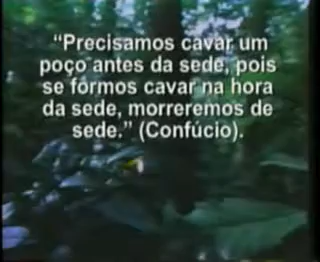 “Precisamos cavar um
poço antes da sede, pois
se formos cavar na hora
da sede, morreremos de
sede.” (Confúcio).